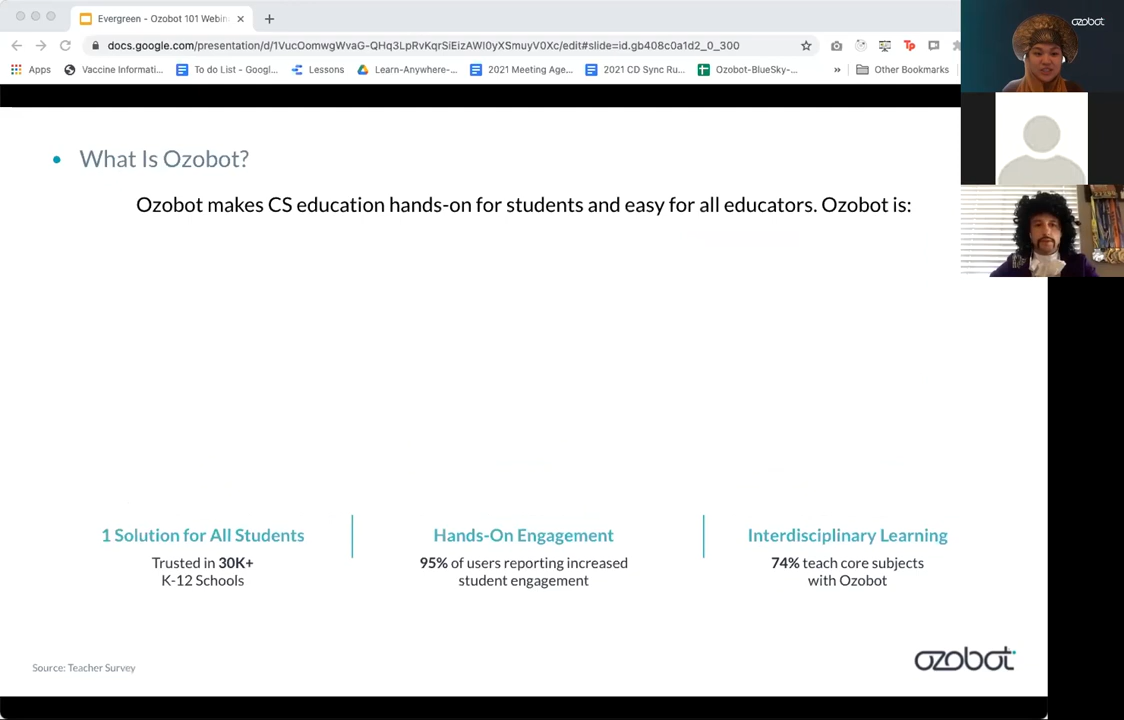 Evergreen - Ozobot 101 Webin
docs.google.com/presentation/d/1VucOomwgWvaG-QHq3LpRvKqrSiEizAWl0yXSmuyV0Xc/edit#slide=id.gb408c0a1d2_0_300
Tp
Apps
Vaccine Informati...
To do List - Googl...
Lessons
Learn-Anywhere-...
2021 Meeting Age...
2021 CD Sync Ru...
Ozobot-BlueSky-...
»
Other Bookmarks
ozobot
• What Is Ozobot?
Ozobot makes CS education hands-on for students and easy for all educators. Ozobot is:
1 Solution for All Students
Trusted in 30K+
K-12 Schools
Hands-On Engagement
95% of users reporting increased
student engagement
Interdisciplinary Learning
74% teach core subjects
with Ozobot
Source: Teacher Survey
ozobot